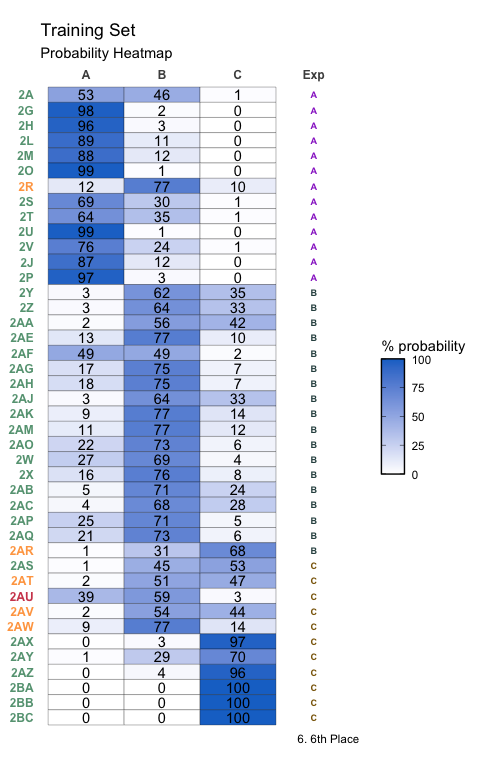 Training Set
Probability Heatmap
A B C Exp
2A 53 46 1 A
2G 98 2 0 A
2H 96 3 0 A
2L 89 11 0 A
2M 88 12 0 A
2O 99 1 0 A
2R 12 77 10 A
2S 69 30 1 A
2T 64 35 1 A
2U 99 1 0 A
2V 76 24 1 A
2J 87 12 0 A
2P 97 3 0 A
2Y 3 62 35 B
2Z 3 64 33 B
2AA 2 56 42 B
2AE 13 77 10 B
2AF 49 49 2 B
2AG 17 75 7 B
2AH 18 75 7 B
2AJ 3 64 33 B
2AK 9 77 14 B
2AM 11 77 12 B
2AO 22 73 6 B
2W 27 69 4 B
2X 16 76 8 B
2AB 5 71 24 B
2AC 4 68 28 B
2AP 25 71 5 B
2AQ 21 73 6 B
2AR 1 31 68 B
2AS 1 45 53 C
2AT 2 51 47 C
2AU 39 59 3 C
2AV 2 54 44 C
2AW 9 77 14 C
2AX 0 3 97 C
2AY 1 29 70 C
2AZ 0 4 96 C
2BA 0 0 100 C
2BB 0 0 100 C
2BC 0 0 100 C
% probability
100
75
50
25
0
6. 6th Place